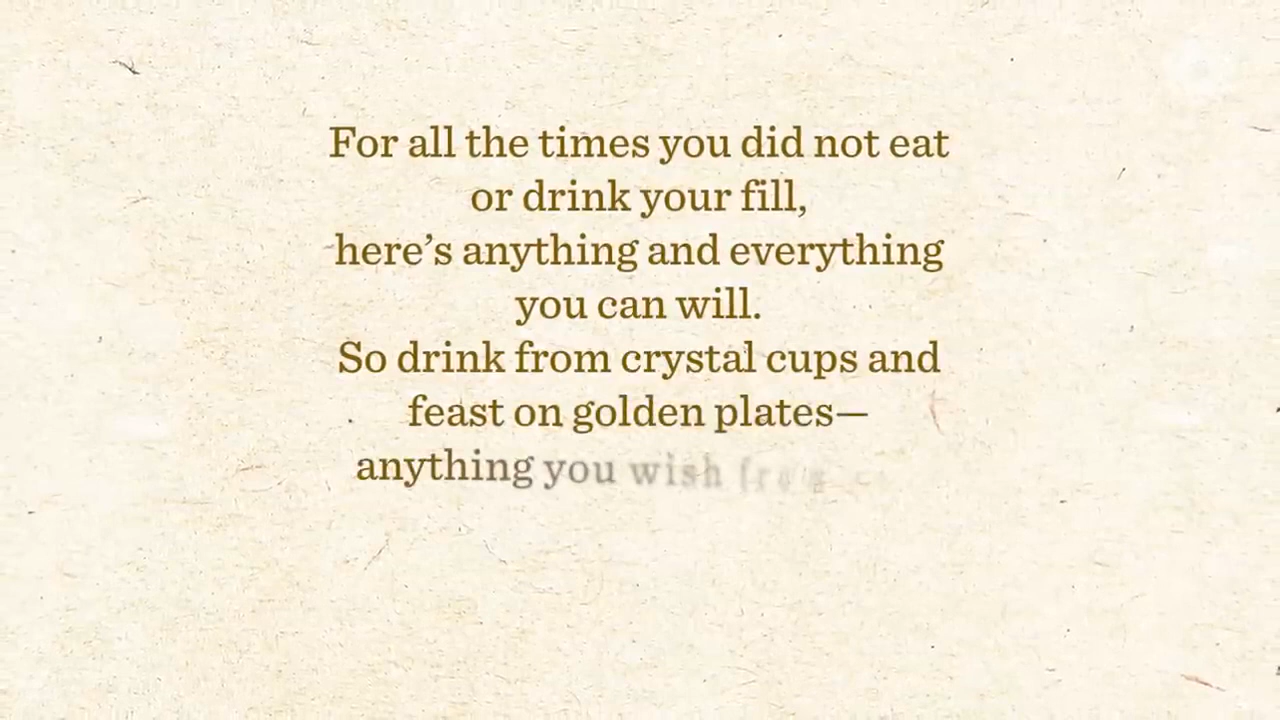 For all the times you did not eat
or drink your fill,
here’s anything and everything
you can will.
So drink from crystal cups and
feast on golden plates—
anything you wish